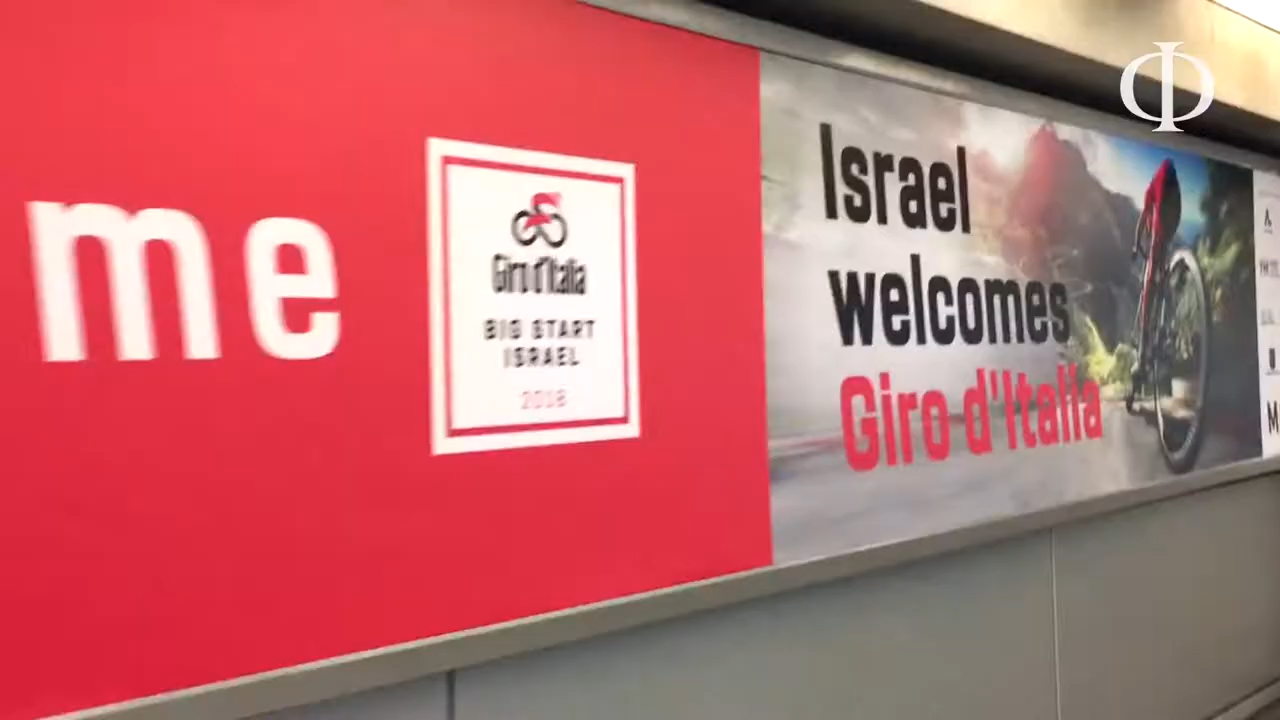 me
Giro d'Italia
BIG START
ISRAEL
2018
Israel
welcomes
Giro d'Italia
M
Φ